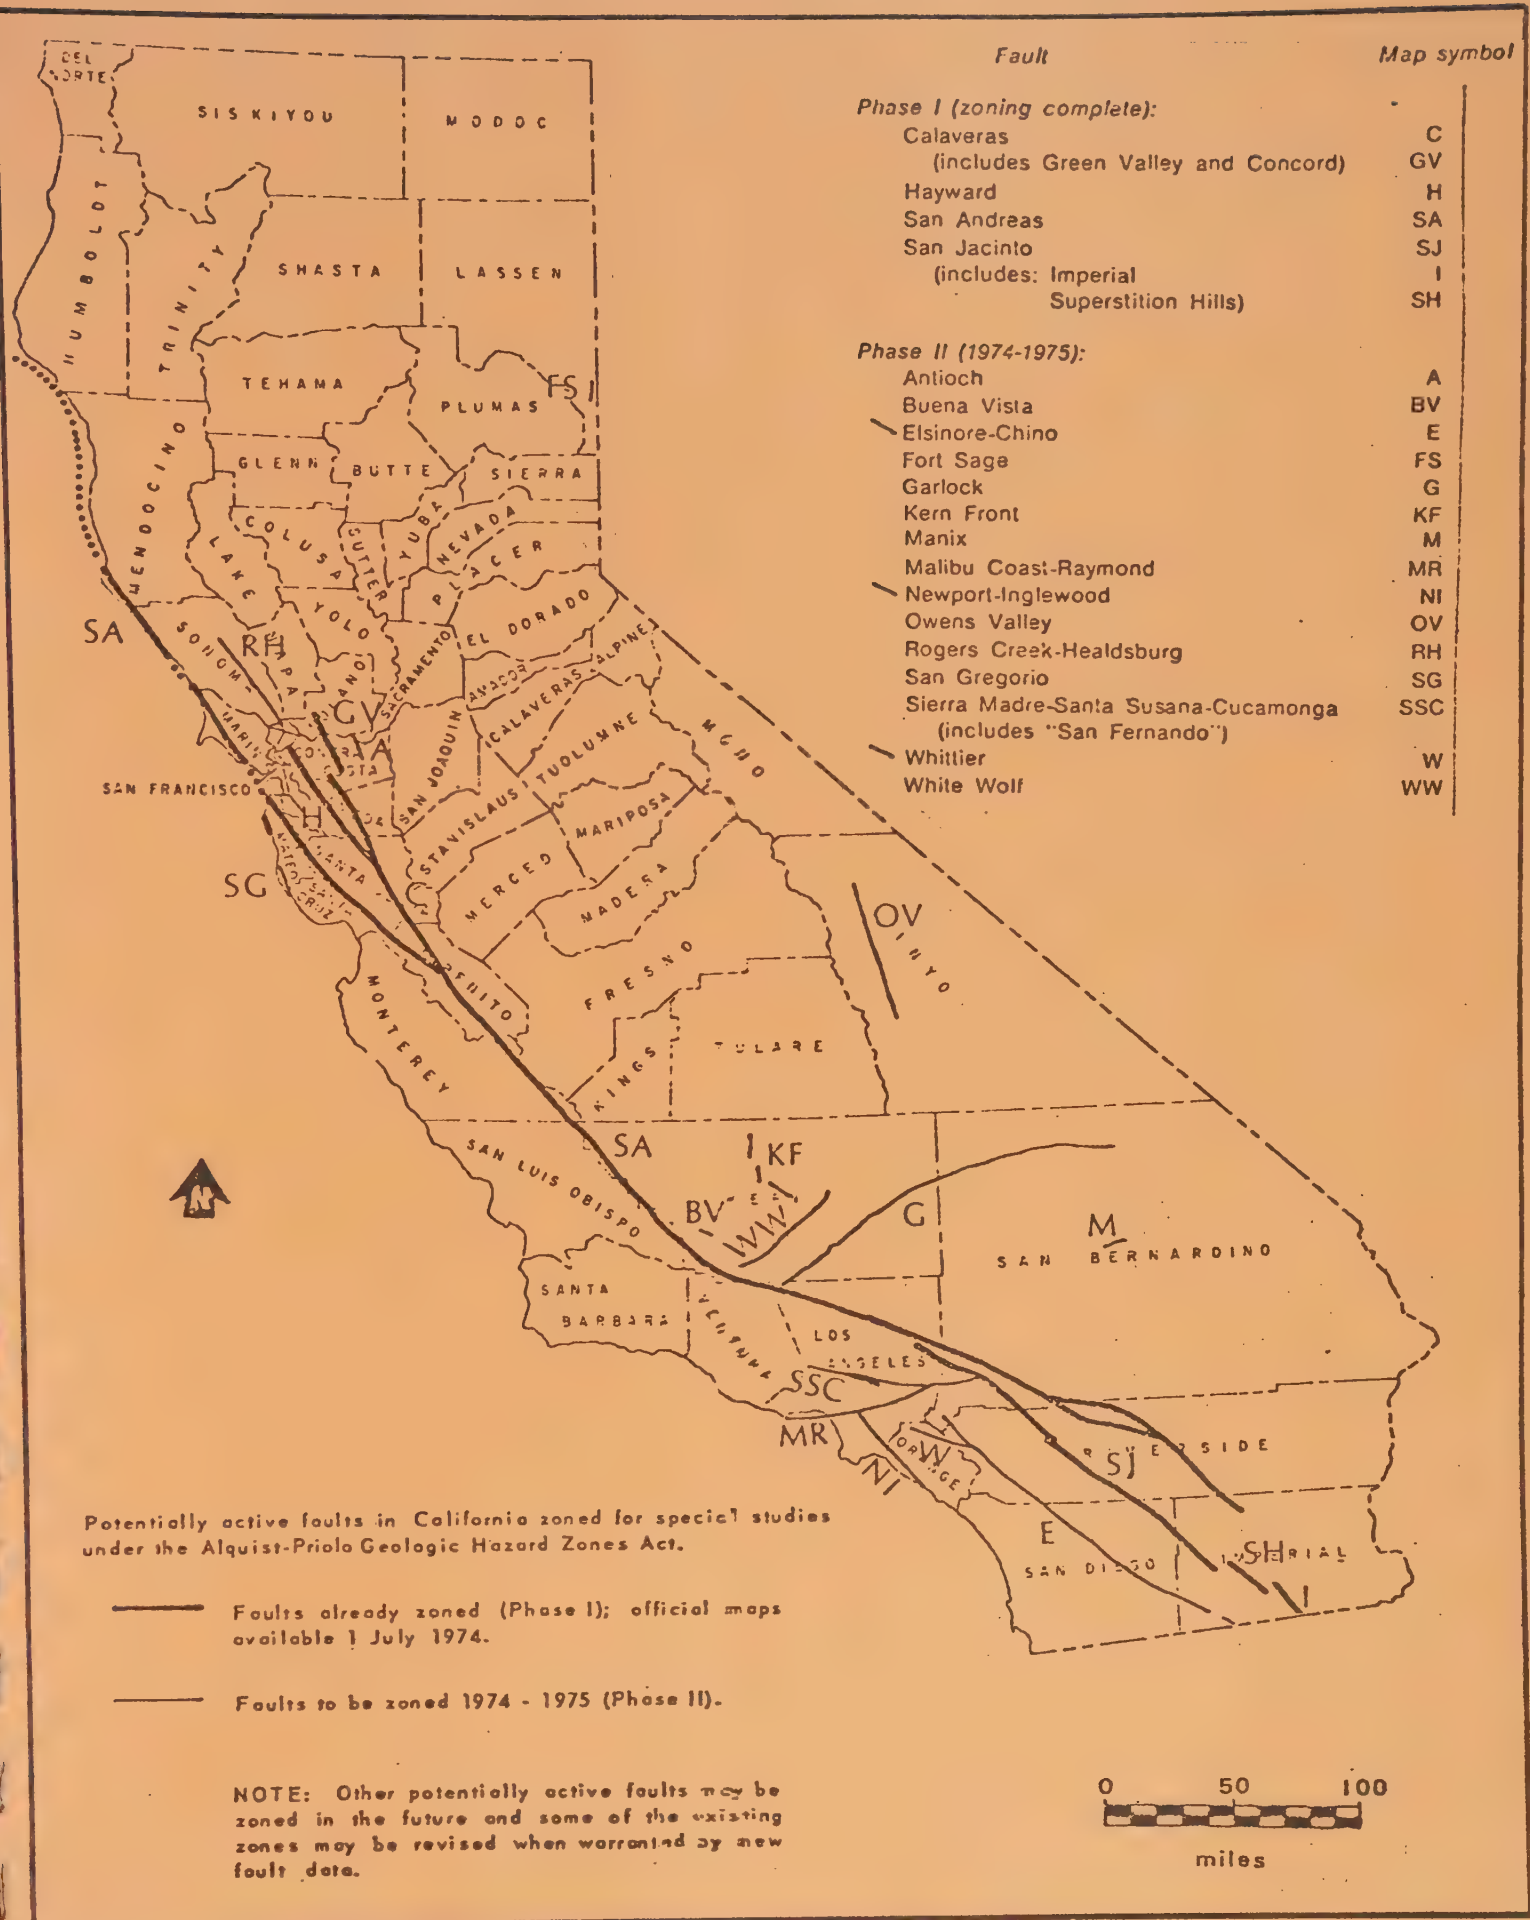 Fault Map symbol
Phase I (zoning complete):
Calaveras C
(includes Green Valley and Concord) GV
Hayward H
San Andreas SA
San Jacinto SJ
(includes: Imperial I
Superstition Hills) SH
Phase II (1974-1975):
Antioch A
Buena Vista BV
Elsinore-Chino E
Fort Sage FS
Garlock G
Kern Front KF
Manix M
Malibu Coast-Raymond MR
Newport-Inglewood NI
Owens Valley OV
Rogers Creek-Healdsburg RH
San Gregorio SG
Sierra Madre-Santa Susana-Cucamonga SSC
(includes "San Fernando")
Whittier W
White Wolf WW
DEL
NORTE
SISKIYOU
MODOC
HUMBOLDT
TRINITY
SHASTA
LASSEN
TEHAMA
PLUMAS
FS
MENDOCINO
GLENN
BUTTE
SIERRA
COLUSA
SUTTER
YUBA
NEVADA
PLACER
LAKE
YOLO
EL DORADO
SA
SONOMA
RH
SACRAMENTO
AMADOR
ALPINE
CALAVERAS
GV
MARIN
A
SAN JOAQUIN
TUOLUMNE
MONO
SAN FRANCISCO
H
STANISLAUS
MARIPOSA
MERCED
MADERA
SG
SANTA
C
OV
INYO
FRESNO
MONTEREY
KINGS
TULARE
SA
KF
SAN LUIS OBISPO
BV
WW
G
M
SAN BERNARDINO
N
SANTA
BARBARA
VENTURA
LOS
ANGELES
SSC
MR
NI
W
ORANGE
RIVERSIDE
SJ
E
SAN DIEGO
SH
I
Potentially active faults in California zoned for special studies
under the Alquist-Priolo Geologic Hazard Zones Act.
Faults already zoned (Phase I); official maps
available 1 July 1974.
Faults to be zoned 1974 - 1975 (Phase II).
NOTE: Other potentially active faults may be
zoned in the future and some of the existing
zones may be revised when warranted by new
fault data.
0 50 100
miles